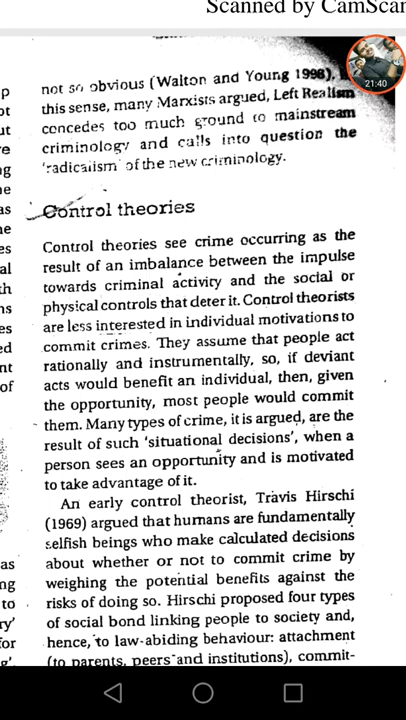 Scanned by CamScan
not so obvious (Walton and Young 1998),
this sense, many Marxists argued, Left Realism
concedes too much ground to mainstream
criminology and calls into question the
'radicalism' of the new criminology.
Control theories
Control theories see crime occurring as the
result of an imbalance between the impulse
towards criminal activity and the social or
physical controls that deter it. Control theorists
are less interested in individual motivations to
commit crimes. They assume that people act
rationally and instrumentally, so, if deviant
acts would benefit an individual, then, given
the opportunity, most people would commit
them. Many types of crime, it is argued, are the
result of such 'situational decisions', when a
person sees an opportunity and is motivated
to take advantage of it.
An early control theorist, Travis Hirschi
(1969) argued that humans are fundamentally
selfish beings who make calculated decisions
about whether or not to commit crime by
weighing the potential benefits against the
risks of doing so. Hirschi proposed four types
of social bond linking people to society and,
hence, to law-abiding behaviour: attachment
(to parents, peers and institutions), commit-
21:40